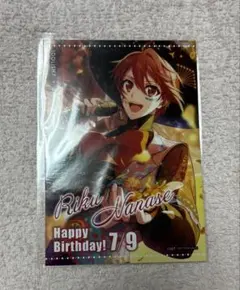 Riku Nanase
Happy
Birthday! 7/9